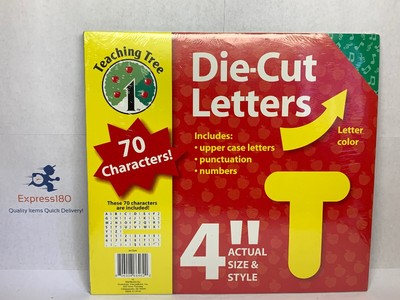 Teaching Tree
1
Die-Cut
Letters
Letter
color
Includes:
• upper case letters
• punctuation
• numbers
70
Characters!
These 70 characters
are included!
4" ACTUAL
SIZE &
STYLE
T
Express180
Quality Items Quick Delivery!